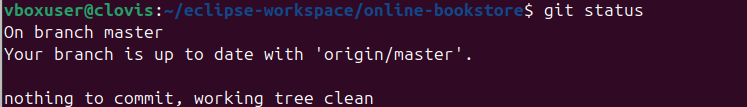 vboxuser@clovis:~/eclipse-workspace/online-bookstore$ git status
On branch master
Your branch is up to date with 'origin/master'.
nothing to commit, working tree clean